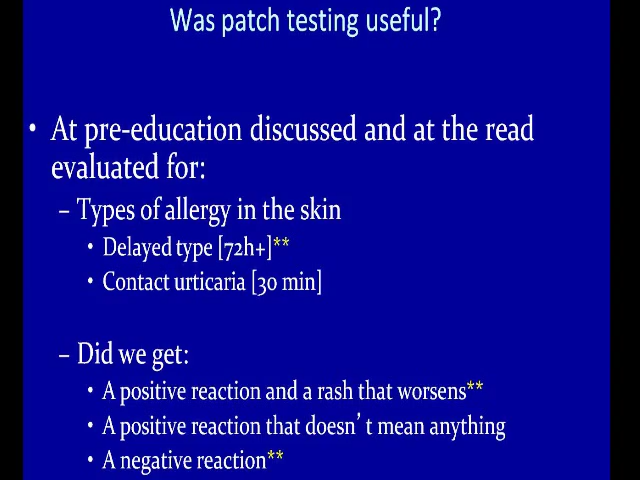 Was patch testing useful?
• At pre-education discussed and at the read
evaluated for:
– Types of allergy in the skin
• Delayed type [72h+]**
• Contact urticaria [30 min]
– Did we get:
• A positive reaction and a rash that worsens**
• A positive reaction that doesn’t mean anything
• A negative reaction**